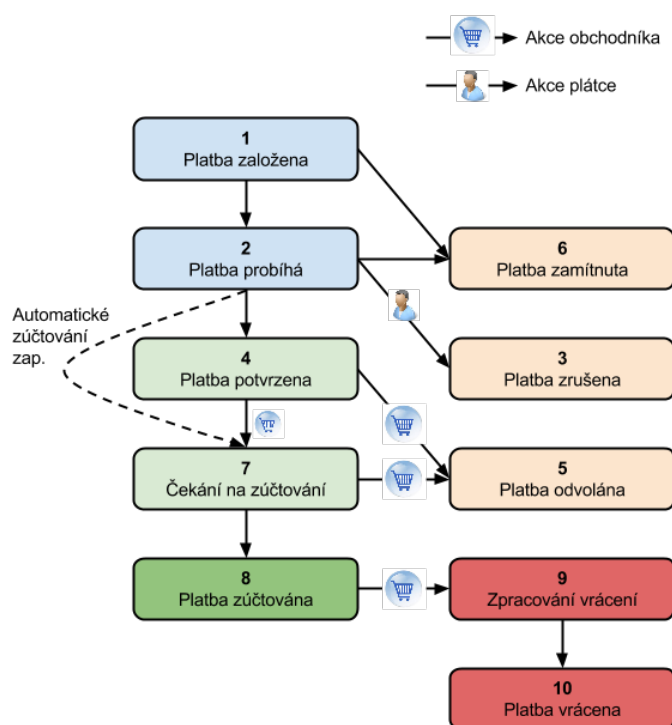 Akce obchodníka
Akce plátce
1
Platba založena
2
Platba probíhá
6
Platba zamítnuta
Automatické
zúčtování
zap.
4
Platba potvrzena
3
Platba zrušena
7
Čekání na zúčtování
5
Platba odvolána
8
Platba zúčtována
9
Zpracování vrácení
10
Platba vrácena